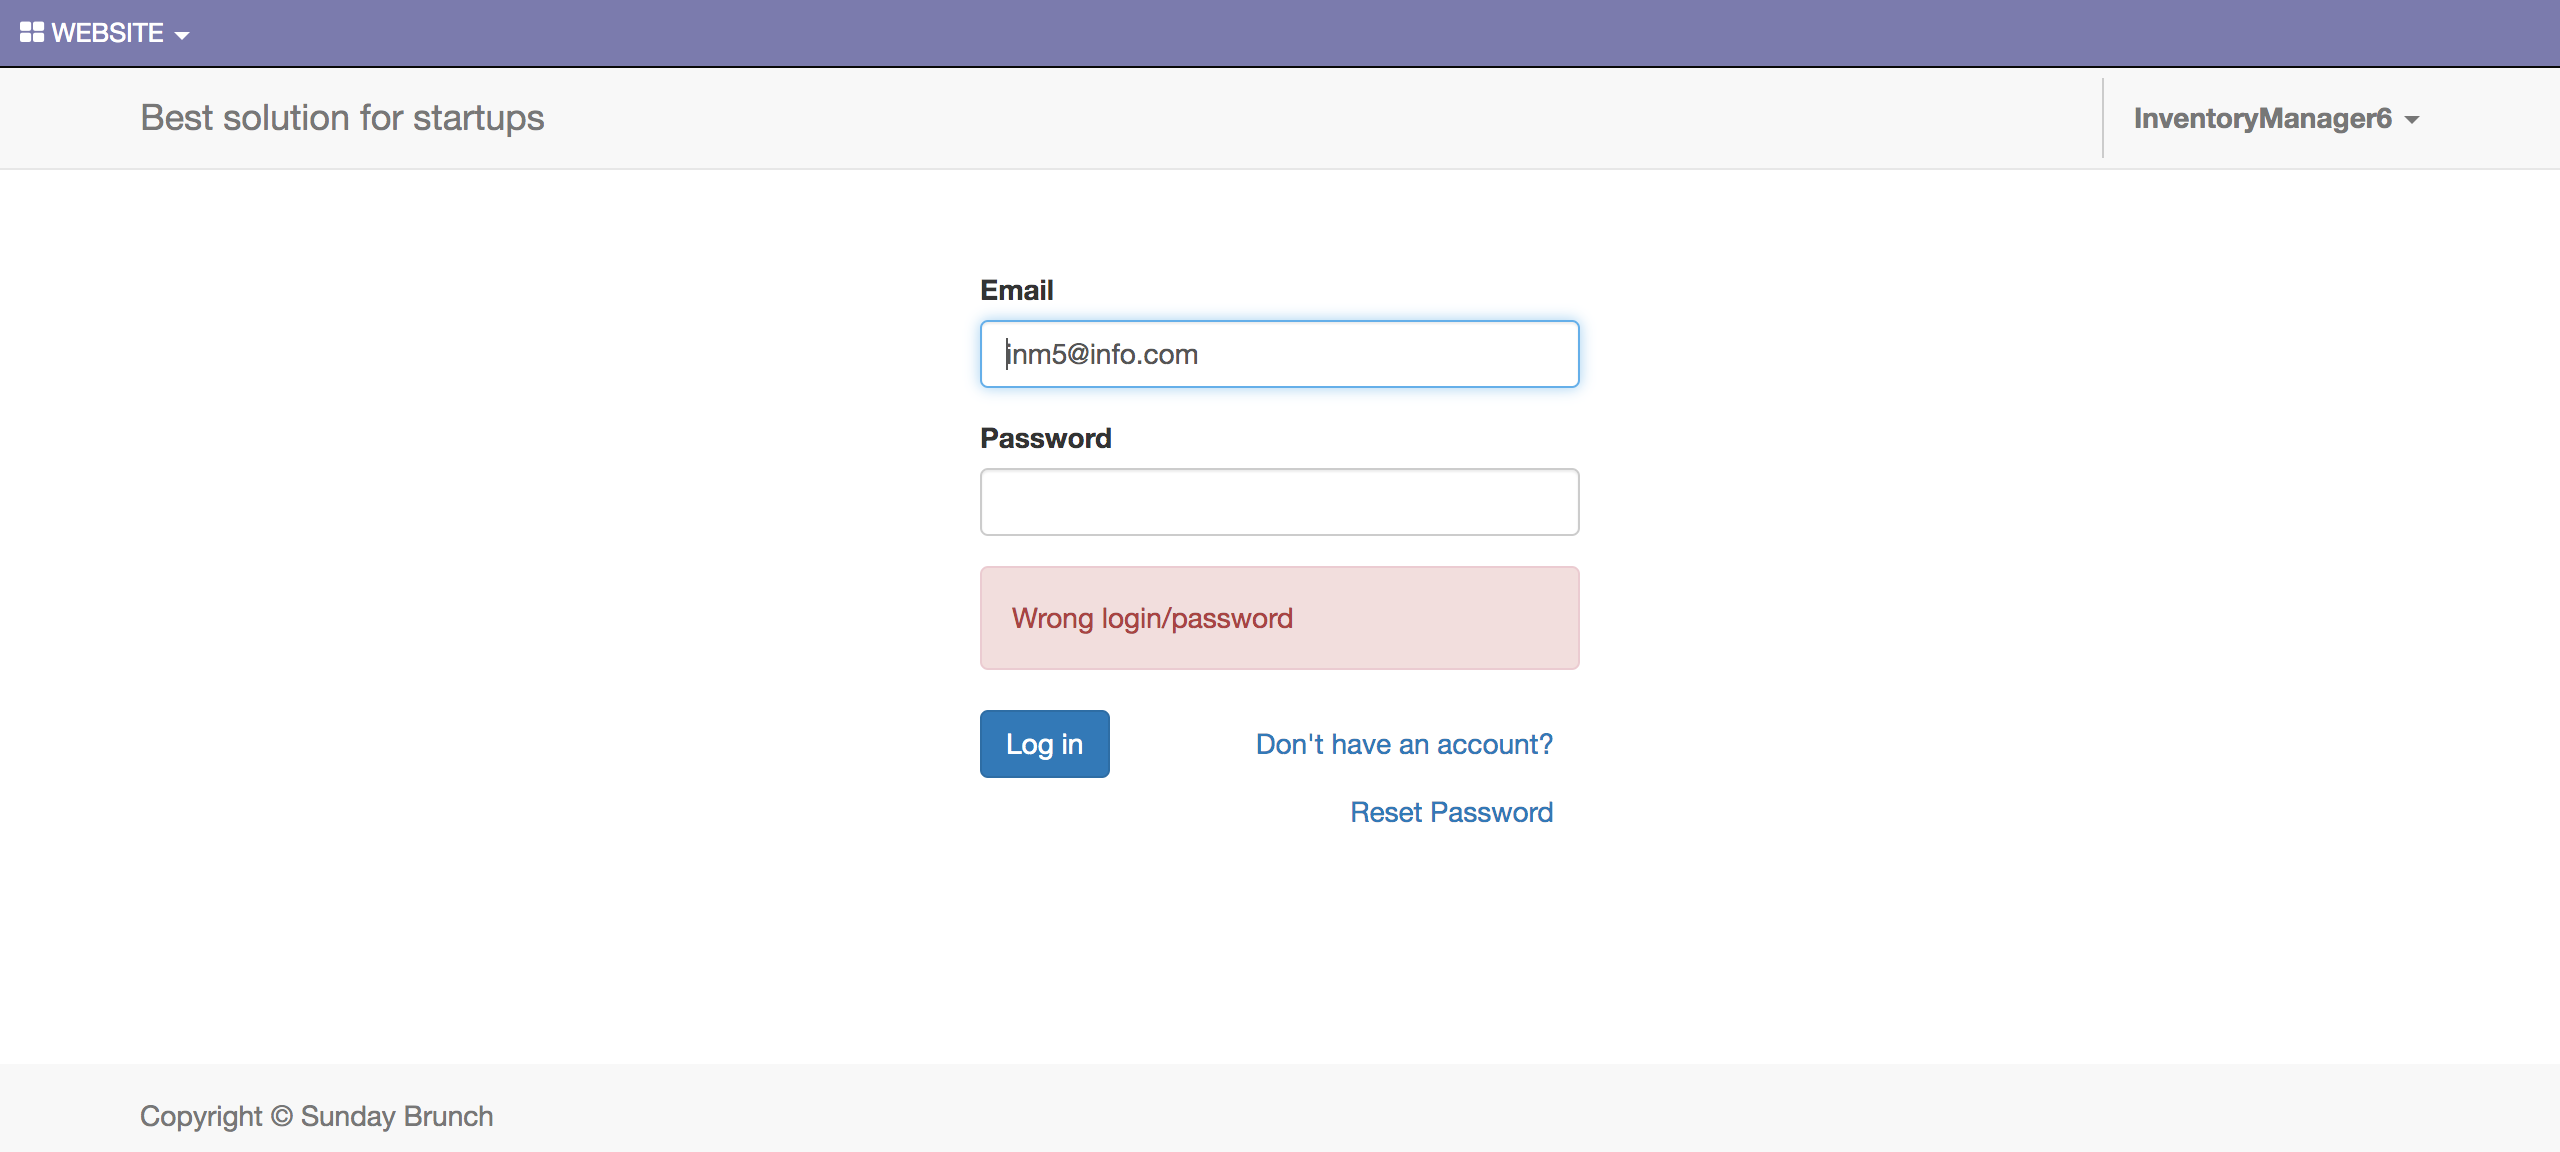 WEBSITE
Best solution for startups
InventoryManager6
Email
inm5@info.com
Password
Wrong login/password
Log in
Don't have an account?
Reset Password
Copyright © Sunday Brunch